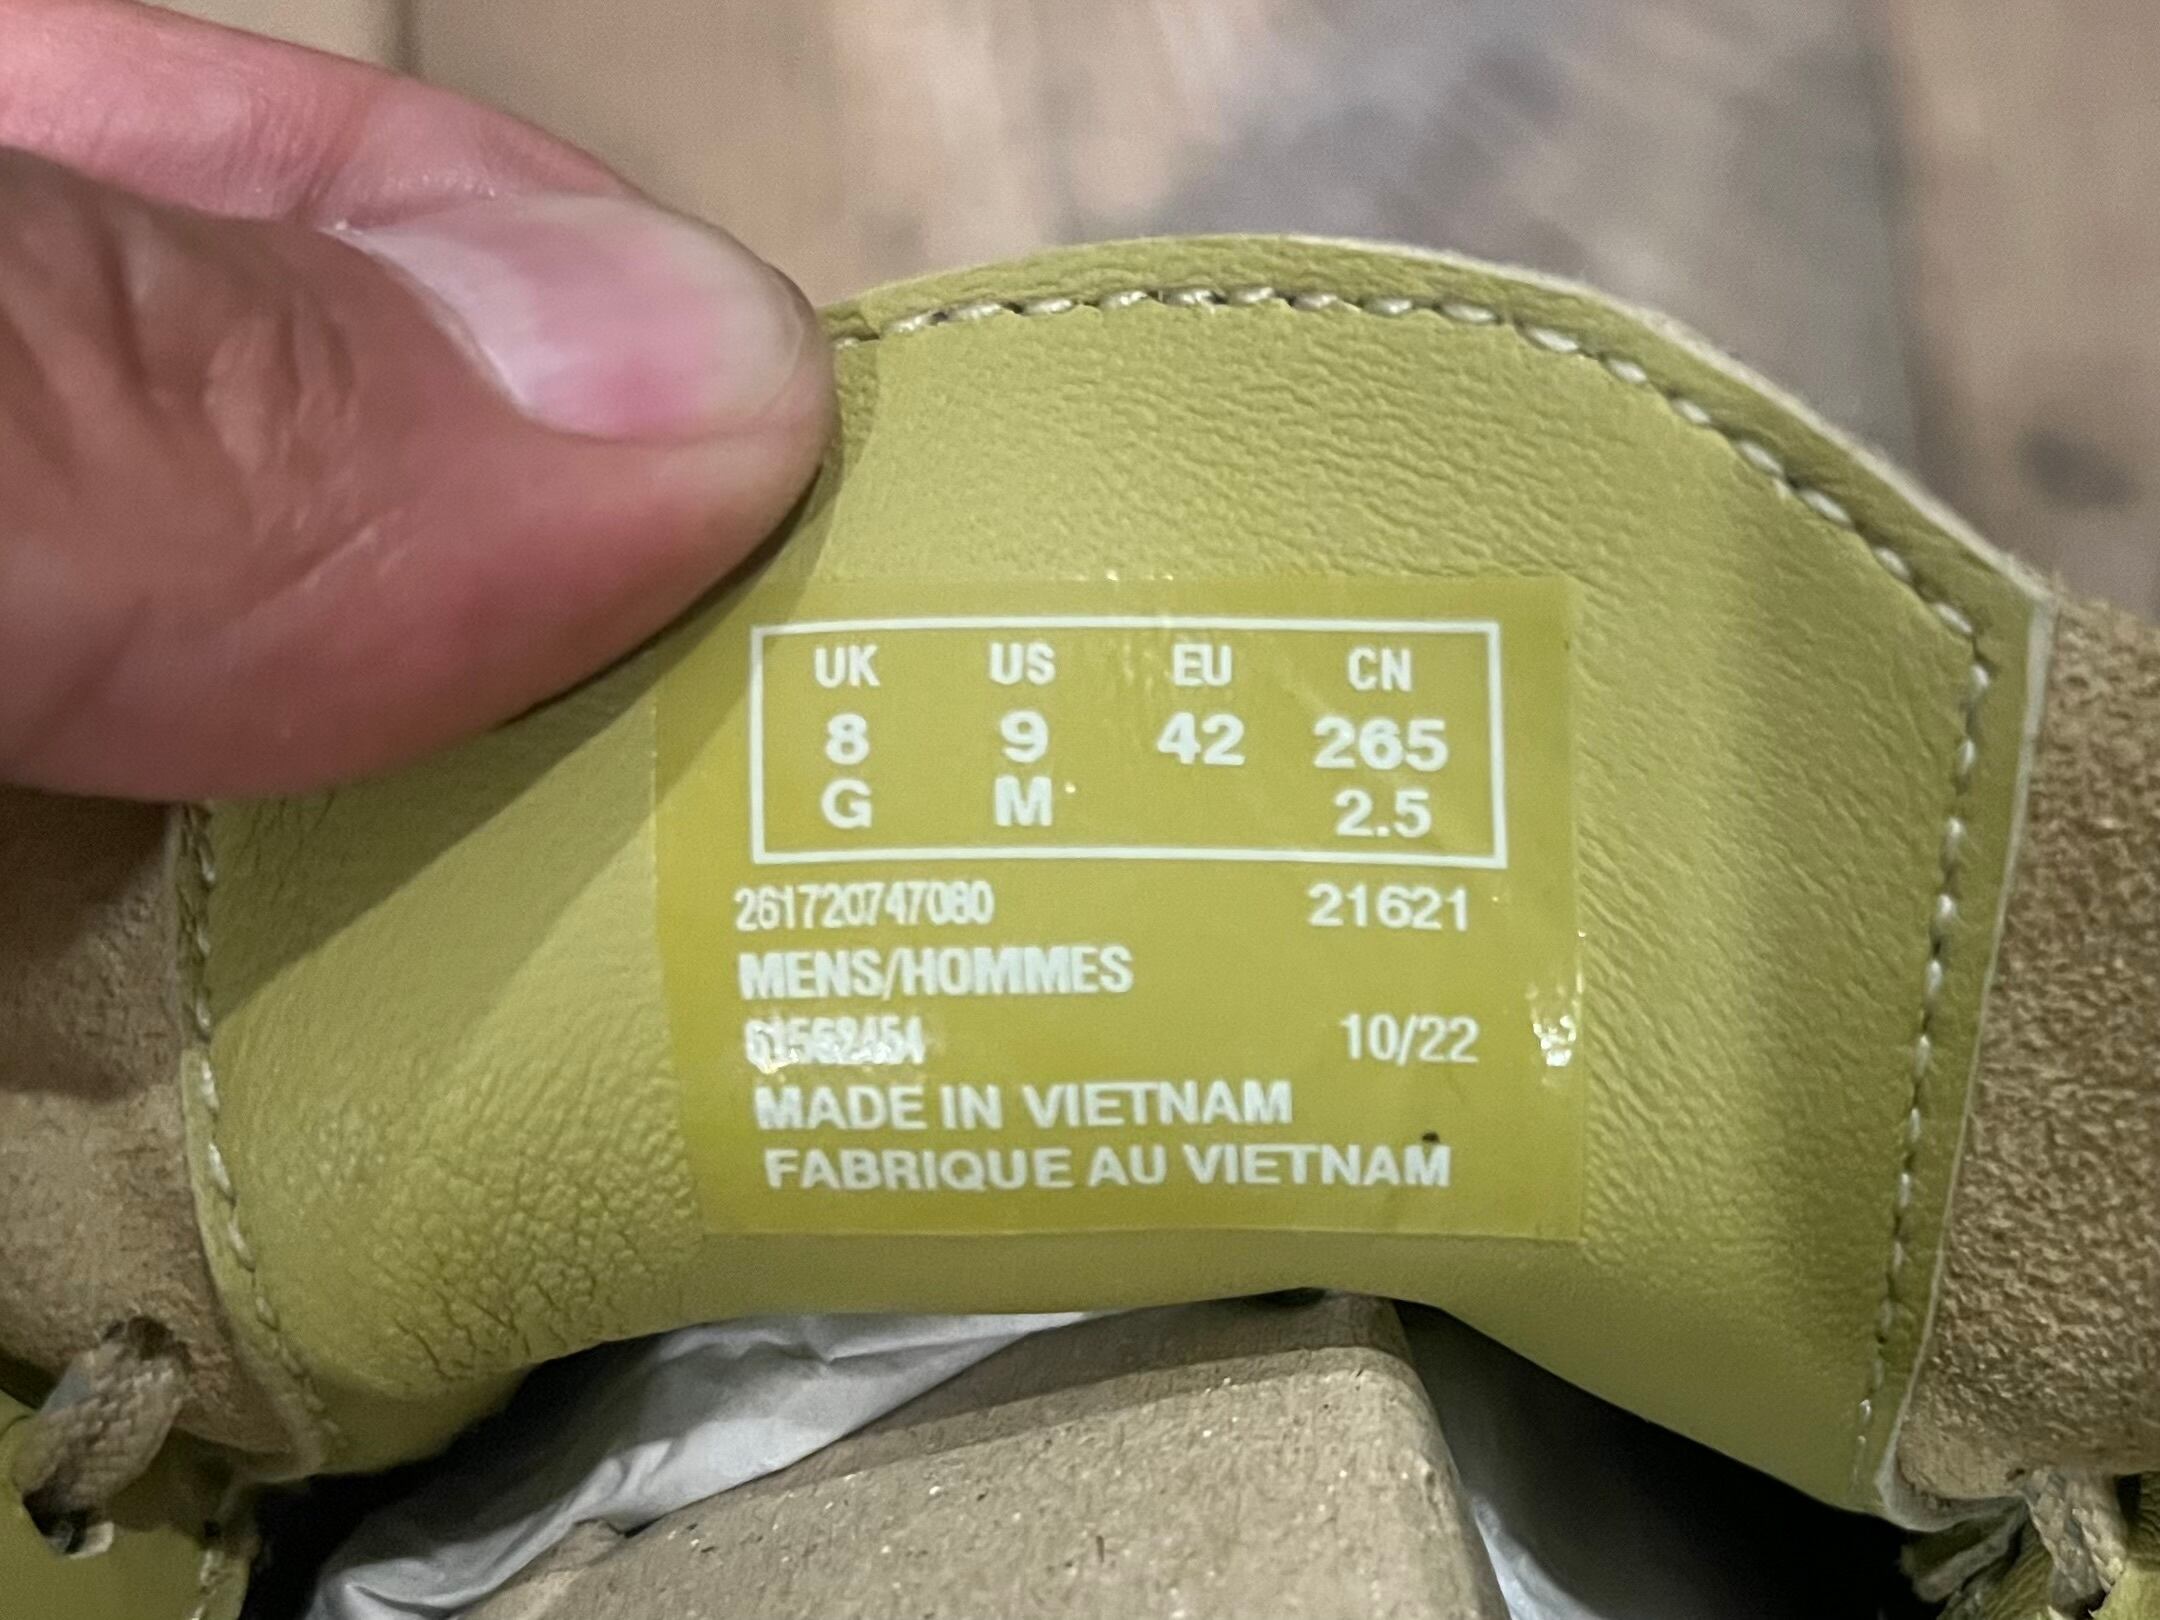 UK US EU CN
8 9 42 265
G M 2.5
261720747080 21621
MENS/HOMMES
10/22
MADE IN VIETNAM
FABRIQUE AU VIETNAM